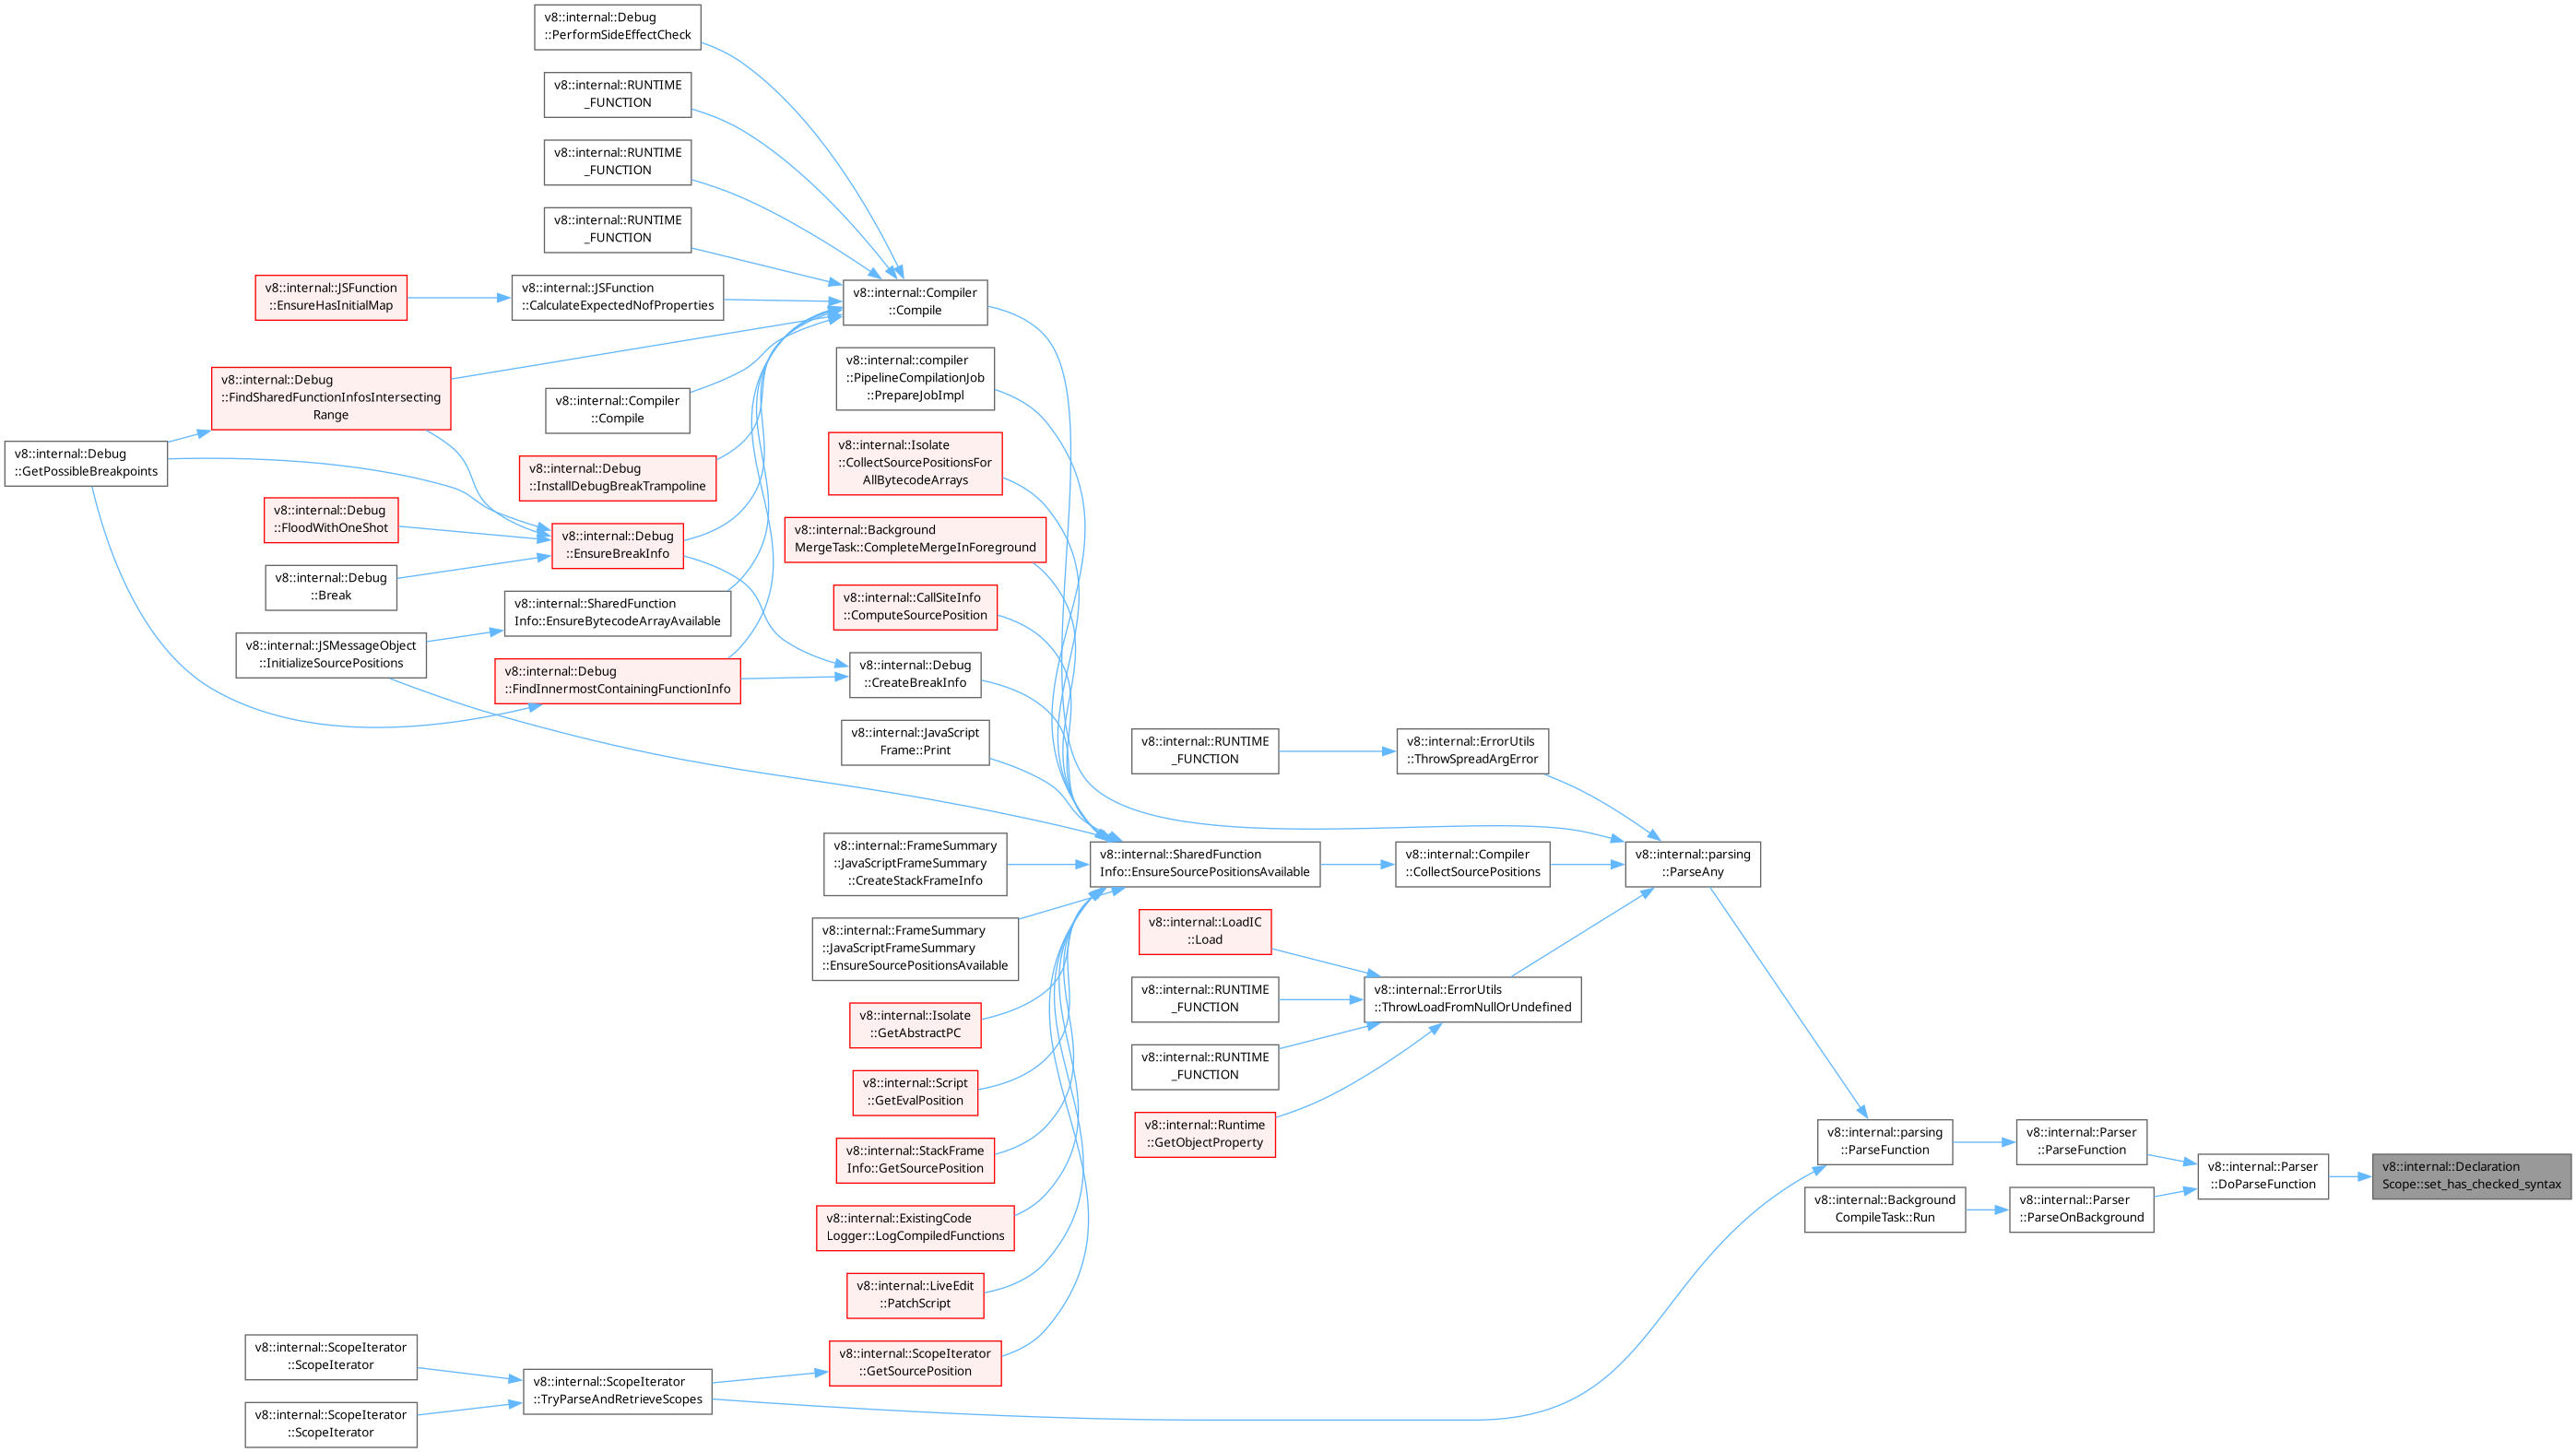 v8::internal::Debug
::PerformSideEffectCheck
v8::internal::RUNTIME
_FUNCTION
v8::internal::RUNTIME
_FUNCTION
v8::internal::RUNTIME
_FUNCTION
v8::internal::JSFunction
::EnsureHasInitialMap
v8::internal::JSFunction
::CalculateExpectedNofProperties
v8::internal::Compiler
::Compile
v8::internal::compiler
::PipelineCompilationJob
::PrepareJobImpl
v8::internal::Debug
::FindSharedFunctionInfosIntersecting
Range
v8::internal::Compiler
::Compile
v8::internal::Isolate
::CollectSourcePositionsFor
AllBytecodeArrays
v8::internal::Debug
::GetPossibleBreakpoints
v8::internal::Debug
::InstallDebugBreakTrampoline
v8::internal::Debug
::FloodWithOneShot
v8::internal::Debug
::EnsureBreakInfo
v8::internal::Background
MergeTask::CompleteMergeInForeground
v8::internal::Debug
::Break
v8::internal::SharedFunction
Info::EnsureBytecodeArrayAvailable
v8::internal::CallSiteInfo
::ComputeSourcePosition
v8::internal::JSMessageObject
::InitializeSourcePositions
v8::internal::Debug
::FindInnermostContainingFunctionInfo
v8::internal::Debug
::CreateBreakInfo
v8::internal::JavaScript
Frame::Print
v8::internal::RUNTIME
_FUNCTION
v8::internal::ErrorUtils
::ThrowSpreadArgError
v8::internal::FrameSummary
::JavaScriptFrameSummary
::CreateStackFrameInfo
v8::internal::SharedFunction
Info::EnsureSourcePositionsAvailable
v8::internal::Compiler
::CollectSourcePositions
v8::internal::parsing
::ParseAny
v8::internal::FrameSummary
::JavaScriptFrameSummary
::EnsureSourcePositionsAvailable
v8::internal::LoadIC
::Load
v8::internal::Isolate
::GetAbstractPC
v8::internal::RUNTIME
_FUNCTION
v8::internal::ErrorUtils
::ThrowLoadFromNullOrUndefined
v8::internal::Script
::GetEvalPosition
v8::internal::RUNTIME
_FUNCTION
v8::internal::StackFrame
Info::GetSourcePosition
v8::internal::Runtime
::GetObjectProperty
v8::internal::parsing
::ParseFunction
v8::internal::Parser
::ParseFunction
v8::internal::Parser
::DoParseFunction
v8::internal::Declaration
Scope::set_has_checked_syntax
v8::internal::Background
CompileTask::Run
v8::internal::Parser
::ParseOnBackground
v8::internal::ExistingCode
Logger::LogCompiledFunctions
v8::internal::LiveEdit
::PatchScript
v8::internal::ScopeIterator
::ScopeIterator
v8::internal::ScopeIterator
::TryParseAndRetrieveScopes
v8::internal::ScopeIterator
::GetSourcePosition
v8::internal::ScopeIterator
::ScopeIterator